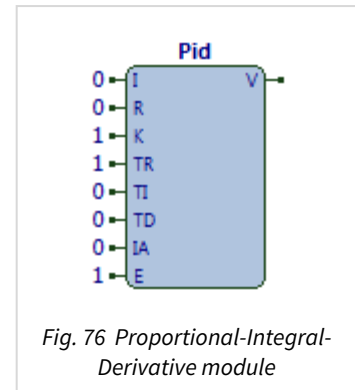 Pid
0 I V
0 R
1 K
1 TR
0 TI
0 TD
0 IA
1 E
Fig. 76 Proportional-Integral-
Derivative module